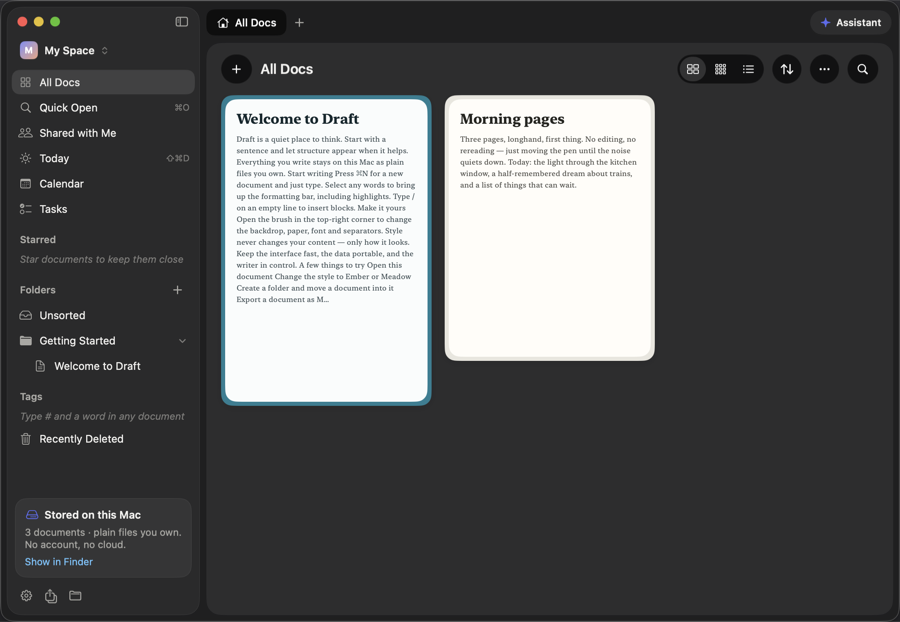 All Docs
Assistant
M My Space
All Docs
Quick Open ⌘O
Shared with Me
Today ⇧⌘D
Calendar
Tasks
Starred
Star documents to keep them close
Folders
Unsorted
Getting Started
Welcome to Draft
Tags
Type # and a word in any document
Recently Deleted
Stored on this Mac
3 documents · plain files you own.
No account, no cloud.
Show in Finder
All Docs
Welcome to Draft
Draft is a quiet place to think. Start with a
sentence and let structure appear when it helps.
Everything you write stays on this Mac as plain
files you own. Start writing Press ⌘N for a new
document and just type. Select any words to bring
up the formatting bar, including highlights. Type /
on an empty line to insert blocks. Make it yours
Open the brush in the top-right corner to change
the backdrop, paper, font and separators. Style
never changes your content — only how it looks.
Keep the interface fast, the data portable, and the
writer in control. A few things to try Open this
document Change the style to Ember or Meadow
Create a folder and move a document into it
Export a document as M...
Morning pages
Three pages, longhand, first thing. No editing, no
rereading — just moving the pen until the noise
quiets down. Today: the light through the kitchen
window, a half-remembered dream about trains,
and a list of things that can wait.